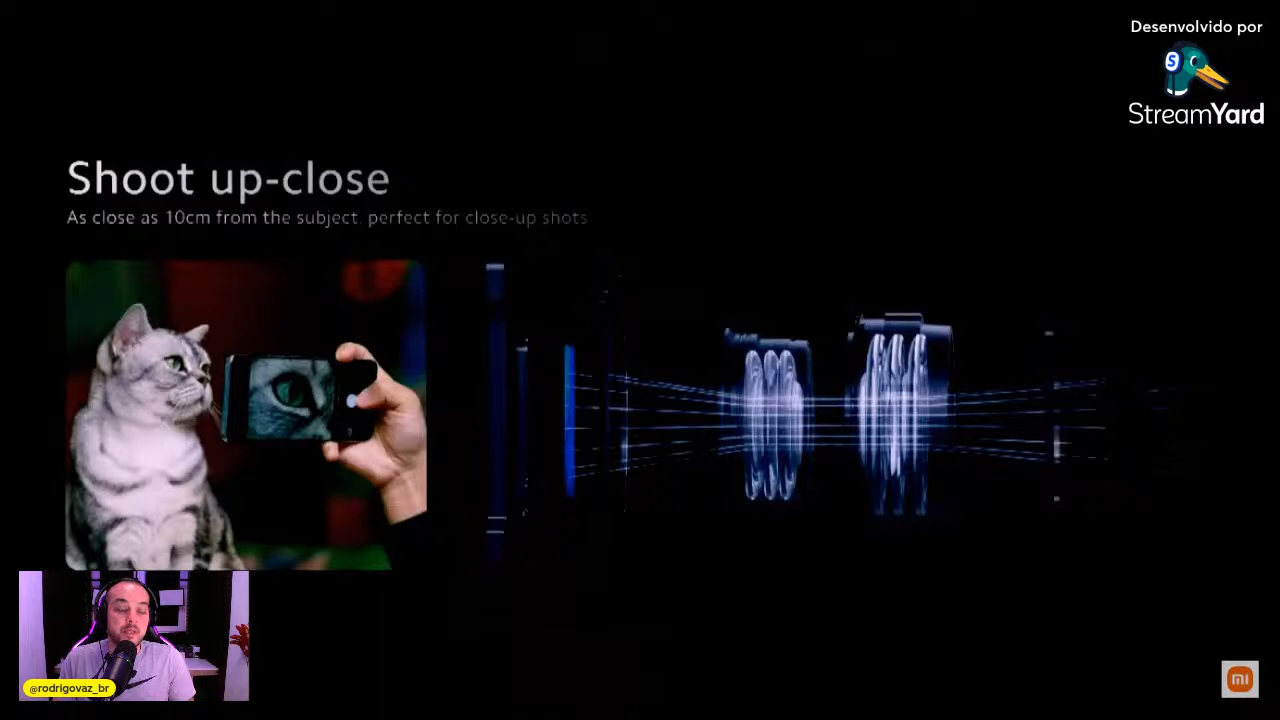 Desenvolvido por
StreamYard
Shoot up-close
As close as 10cm from the subject, perfect for close-up shots
@rodrigovaz_br
mi